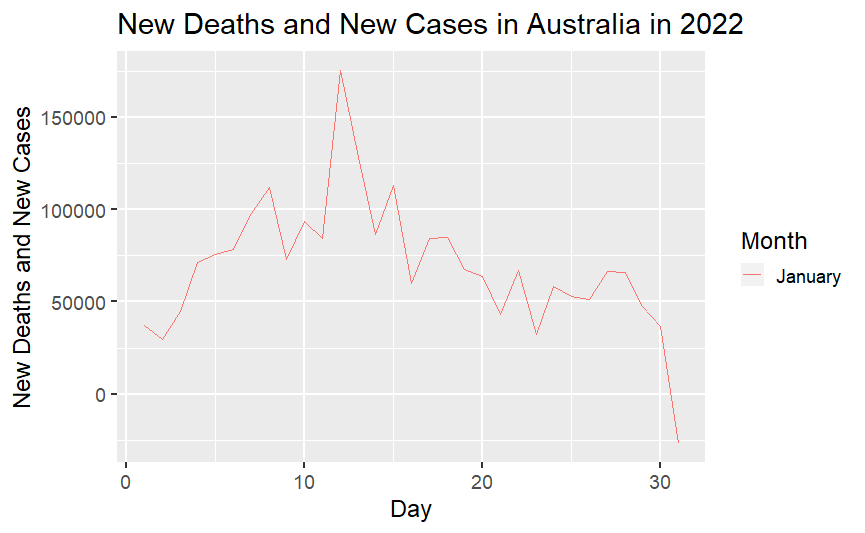 New Deaths and New Cases in Australia in 2022
New Deaths and New Cases
150000
100000
50000
0
0 10 20 30
Day
Month
January